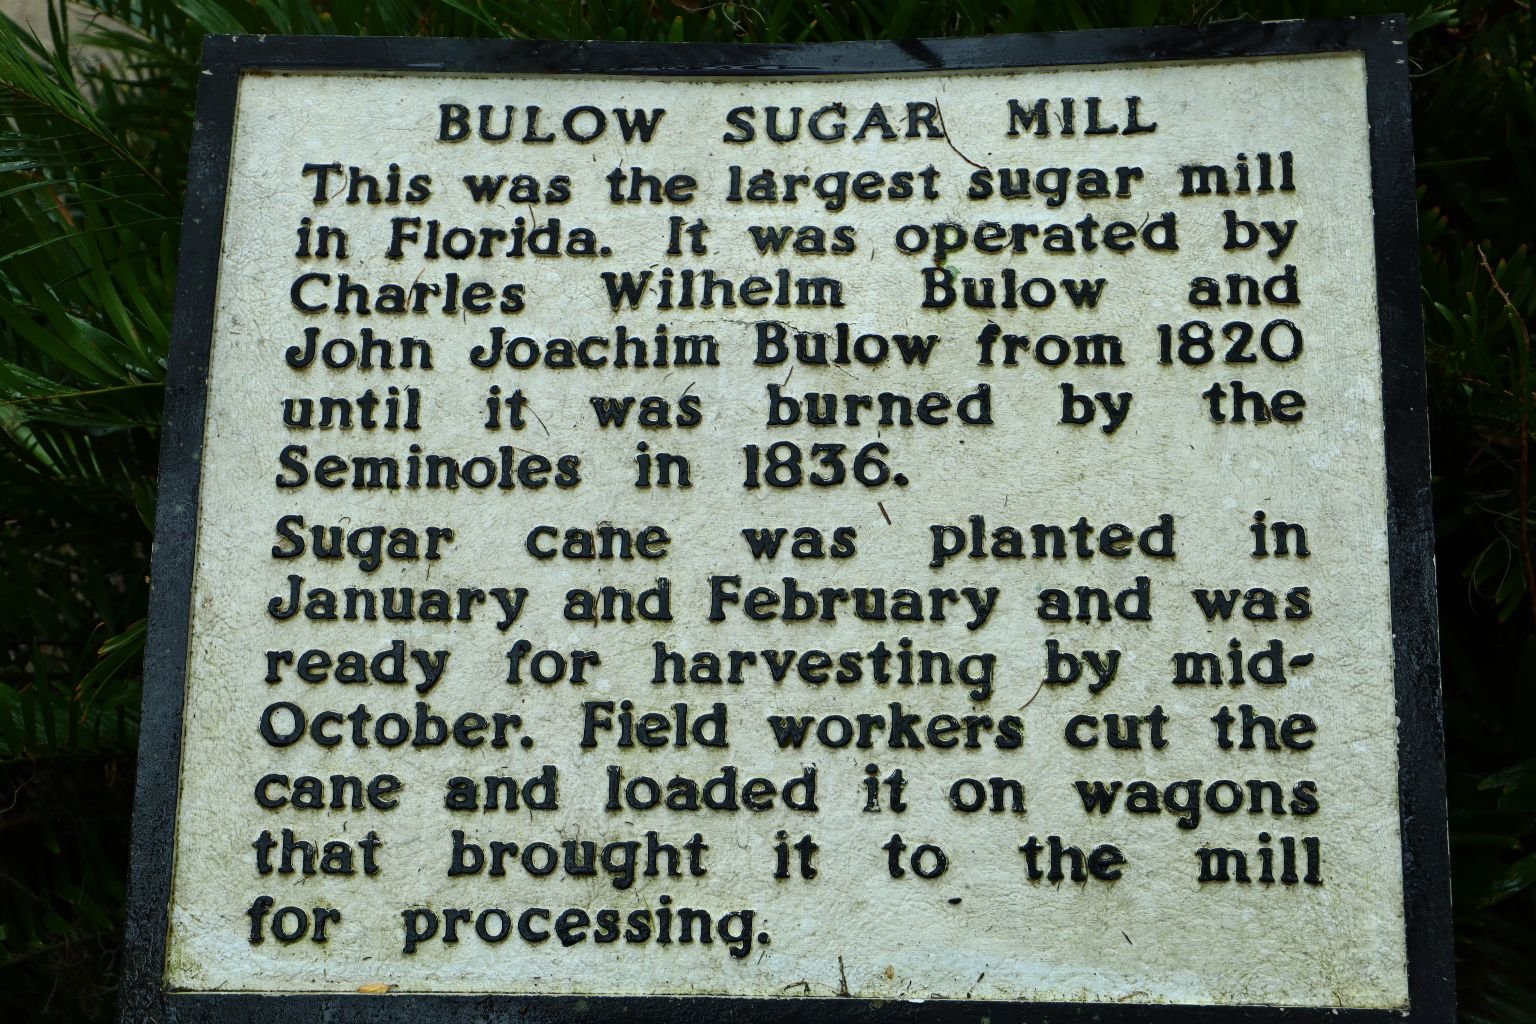 BULOW SUGAR MILL
This was the largest sugar mill
in Florida. It was operated by
Charles Wilhelm Bulow and
John Joachim Bulow from 1820
until it was burned by the
Seminoles in 1836.
Sugar cane was planted in
January and February and was
ready for harvesting by mid-
October. Field workers cut the
cane and loaded it on wagons
that brought it to the mill
for processing.